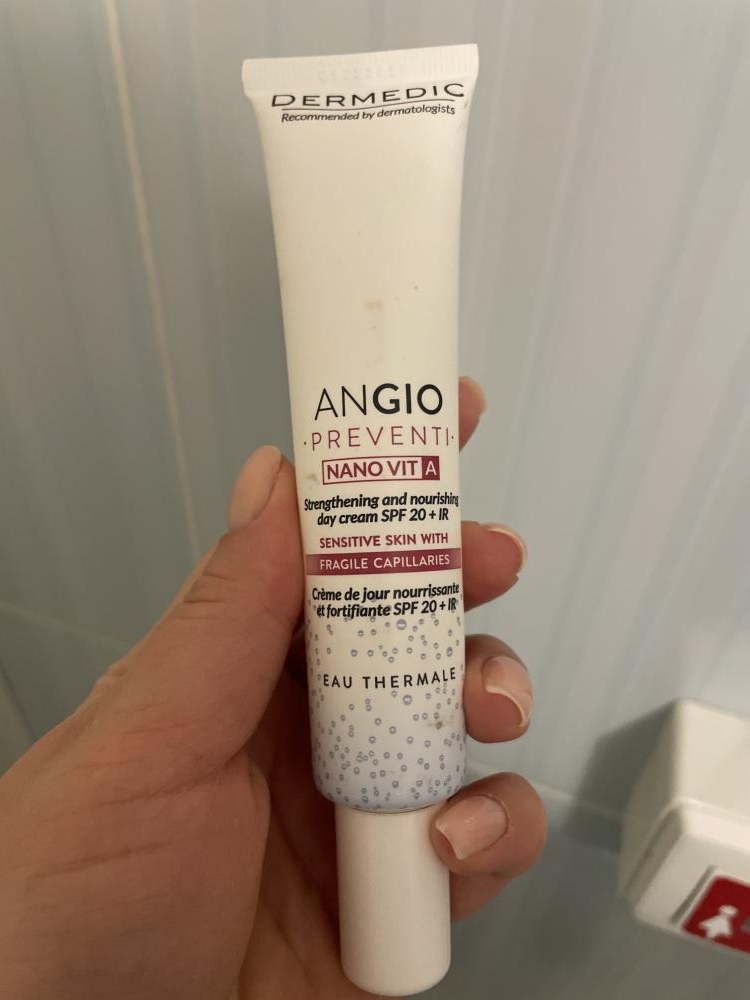 DERMEDIC
Recommended by dermatologists
ANGIO
·PREVENTI·
NANO VIT A
Strengthening and nourishing
day cream SPF 20 + IR
SENSITIVE SKIN WITH
FRAGILE CAPILLARIES
Crème de jour nourrissante
et fortifiante SPF 20 + IR
EAU THERMALE